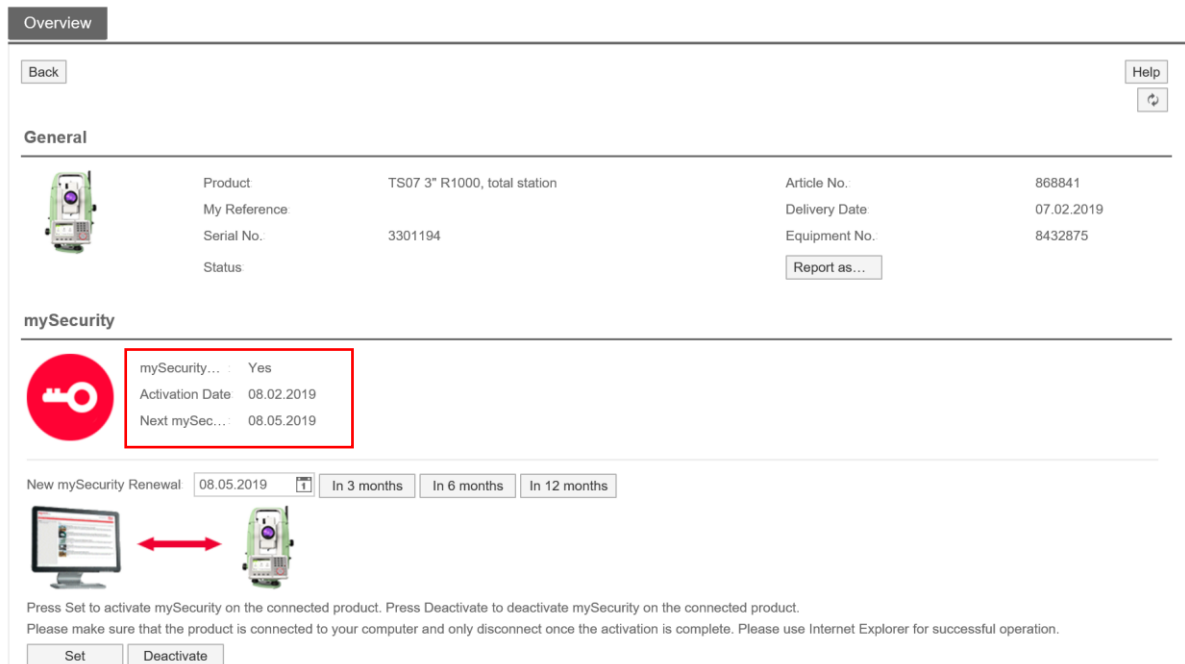 Overview
Back
Help
General
Product: TS07 3" R1000, total station Article No.: 868841
My Reference: Delivery Date: 07.02.2019
Serial No.: 3301194 Equipment No.: 8432875
Status: Report as...
mySecurity
mySecurity... : Yes
Activation Date: 08.02.2019
Next mySec... : 08.05.2019
New mySecurity Renewal: 08.05.2019 In 3 months In 6 months In 12 months
Press Set to activate mySecurity on the connected product. Press Deactivate to deactivate mySecurity on the connected product.
Please make sure that the product is connected to your computer and only disconnect once the activation is complete. Please use Internet Explorer for successful operation.
Set Deactivate